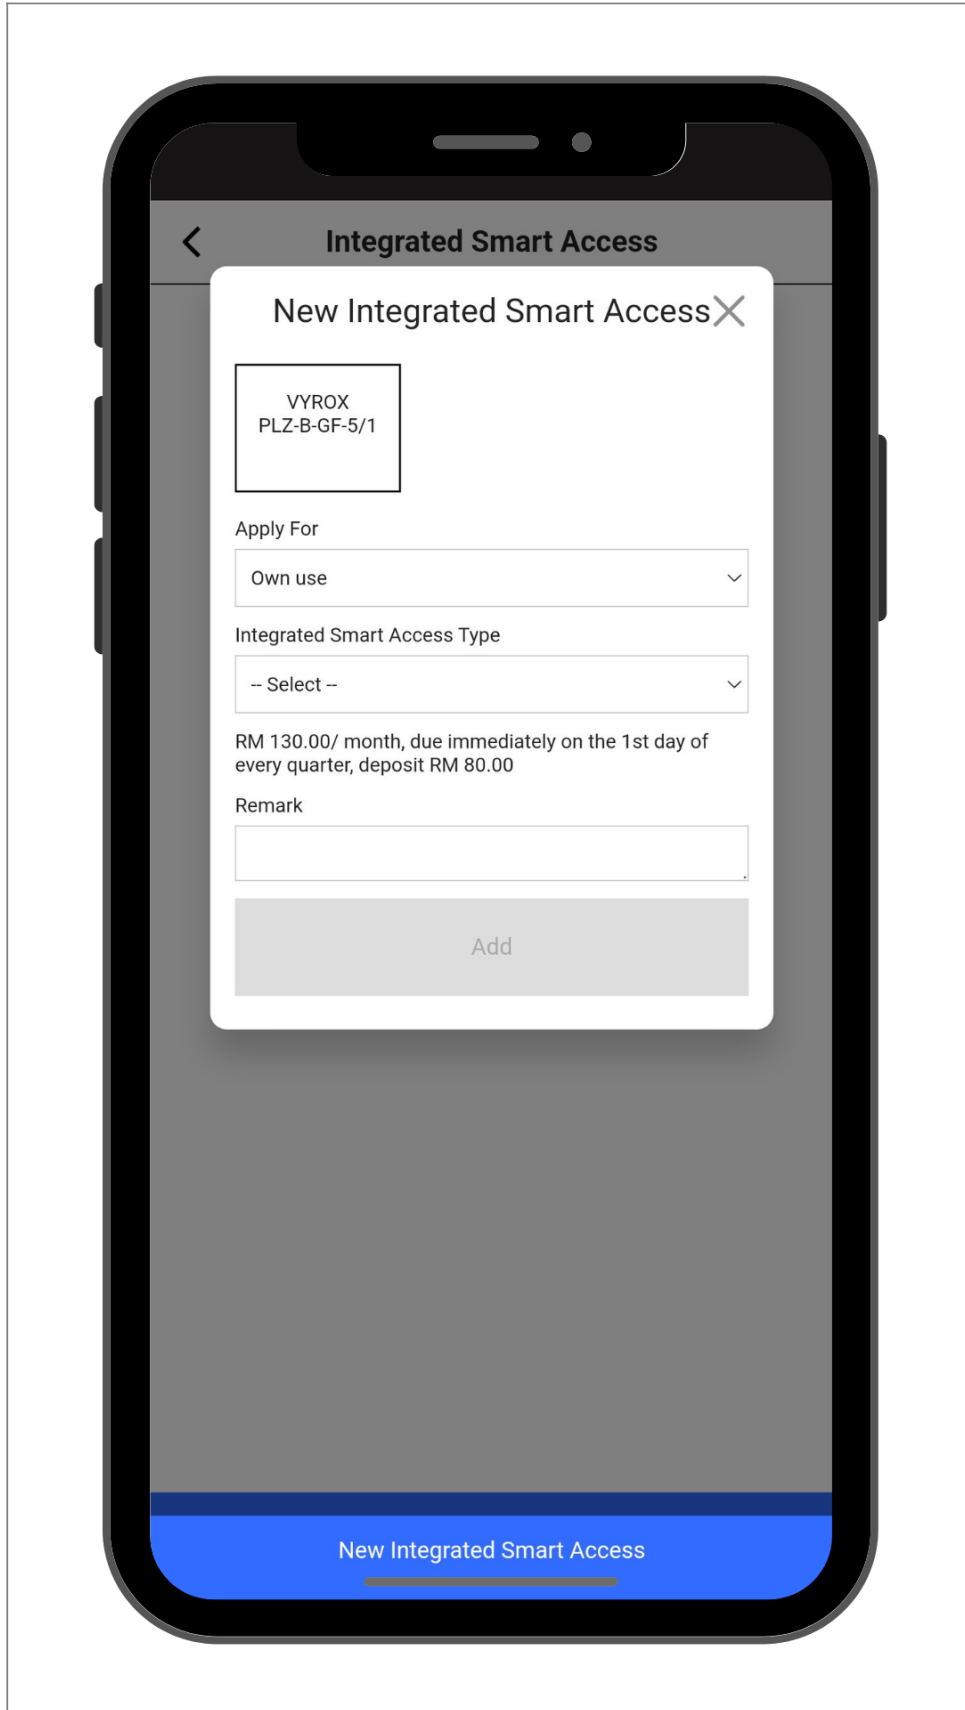 Integrated Smart Access
New Integrated Smart Access
VYROX
PLZ-B-GF-5/1
Apply For
Own use
Integrated Smart Access Type
-- Select --
RM 130.00/ month, due immediately on the 1st day of
every quarter, deposit RM 80.00
Remark
Add
New Integrated Smart Access